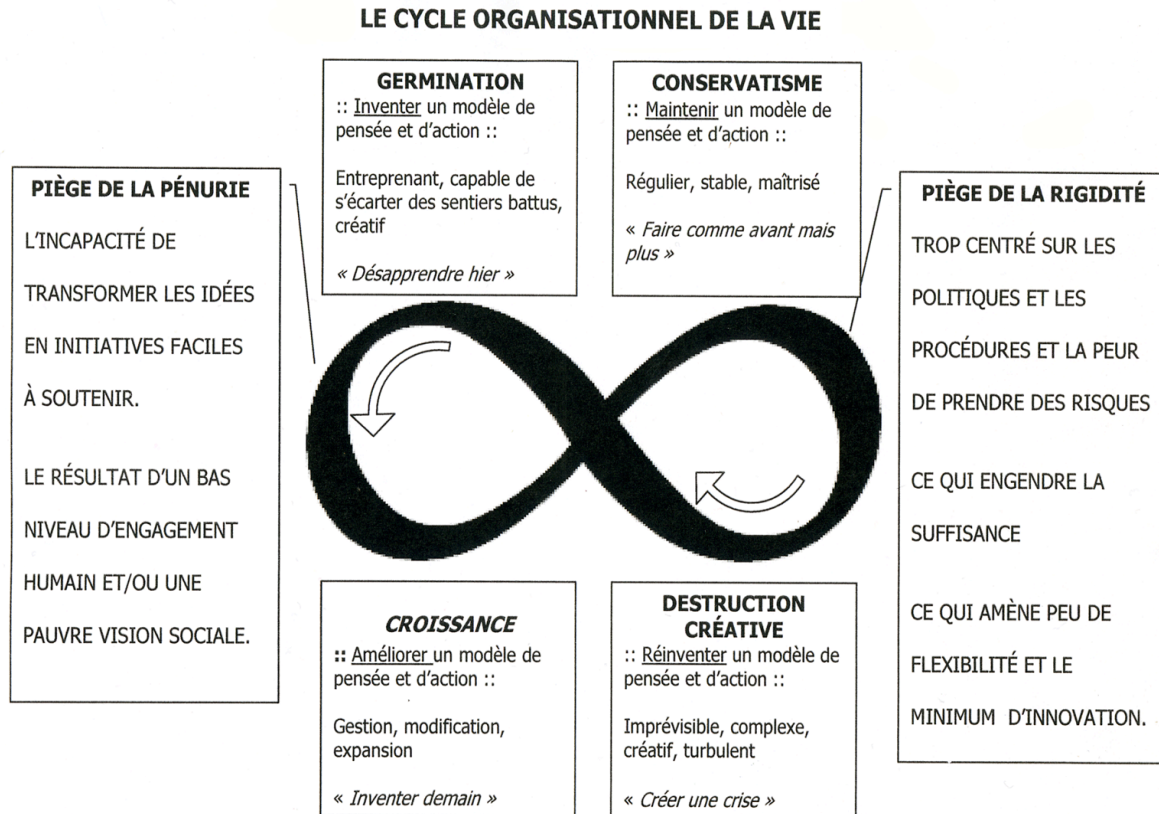 LE CYCLE ORGANISATIONNEL DE LA VIE
GERMINATION
:: Inventer un modèle de
pensée et d'action ::
Entreprenant, capable de
s'écarter des sentiers battus,
créatif
« Désapprendre hier »
CONSERVATISME
:: Maintenir un modèle de
pensée et d'action ::
Régulier, stable, maîtrisé
« Faire comme avant mais
plus »
PIÈGE DE LA PÉNURIE
L'INCAPACITÉ DE
TRANSFORMER LES IDÉES
EN INITIATIVES FACILES
À SOUTENIR.
LE RÉSULTAT D'UN BAS
NIVEAU D'ENGAGEMENT
HUMAIN ET/OU UNE
PAUVRE VISION SOCIALE.
PIÈGE DE LA RIGIDITÉ
TROP CENTRÉ SUR LES
POLITIQUES ET LES
PROCÉDURES ET LA PEUR
DE PRENDRE DES RISQUES
CE QUI ENGENDRE LA
SUFFISANCE
CE QUI AMÈNE PEU DE
FLEXIBILITÉ ET LE
MINIMUM D'INNOVATION.
CROISSANCE
:: Améliorer un modèle de
pensée et d'action ::
Gestion, modification,
expansion
« Inventer demain »
DESTRUCTION
CRÉATIVE
:: Réinventer un modèle de
pensée et d'action ::
Imprévisible, complexe,
créatif, turbulent
« Créer une crise »